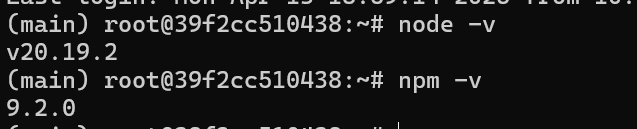 (main) root@39f2cc510438:~# node -v
v20.19.2
(main) root@39f2cc510438:~# npm -v
9.2.0